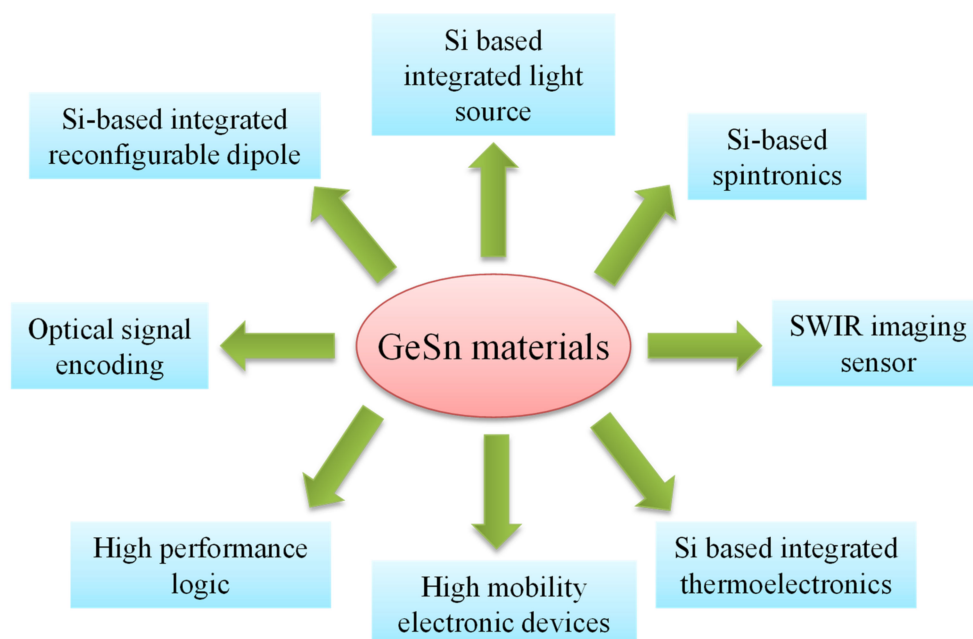 Si based
integrated light
source
Si-based integrated
reconfigurable dipole
Si-based
spintronics
Optical signal
encoding
GeSn materials
SWIR imaging
sensor
High performance
logic
High mobility
electronic devices
Si based integrated
thermoelectronics